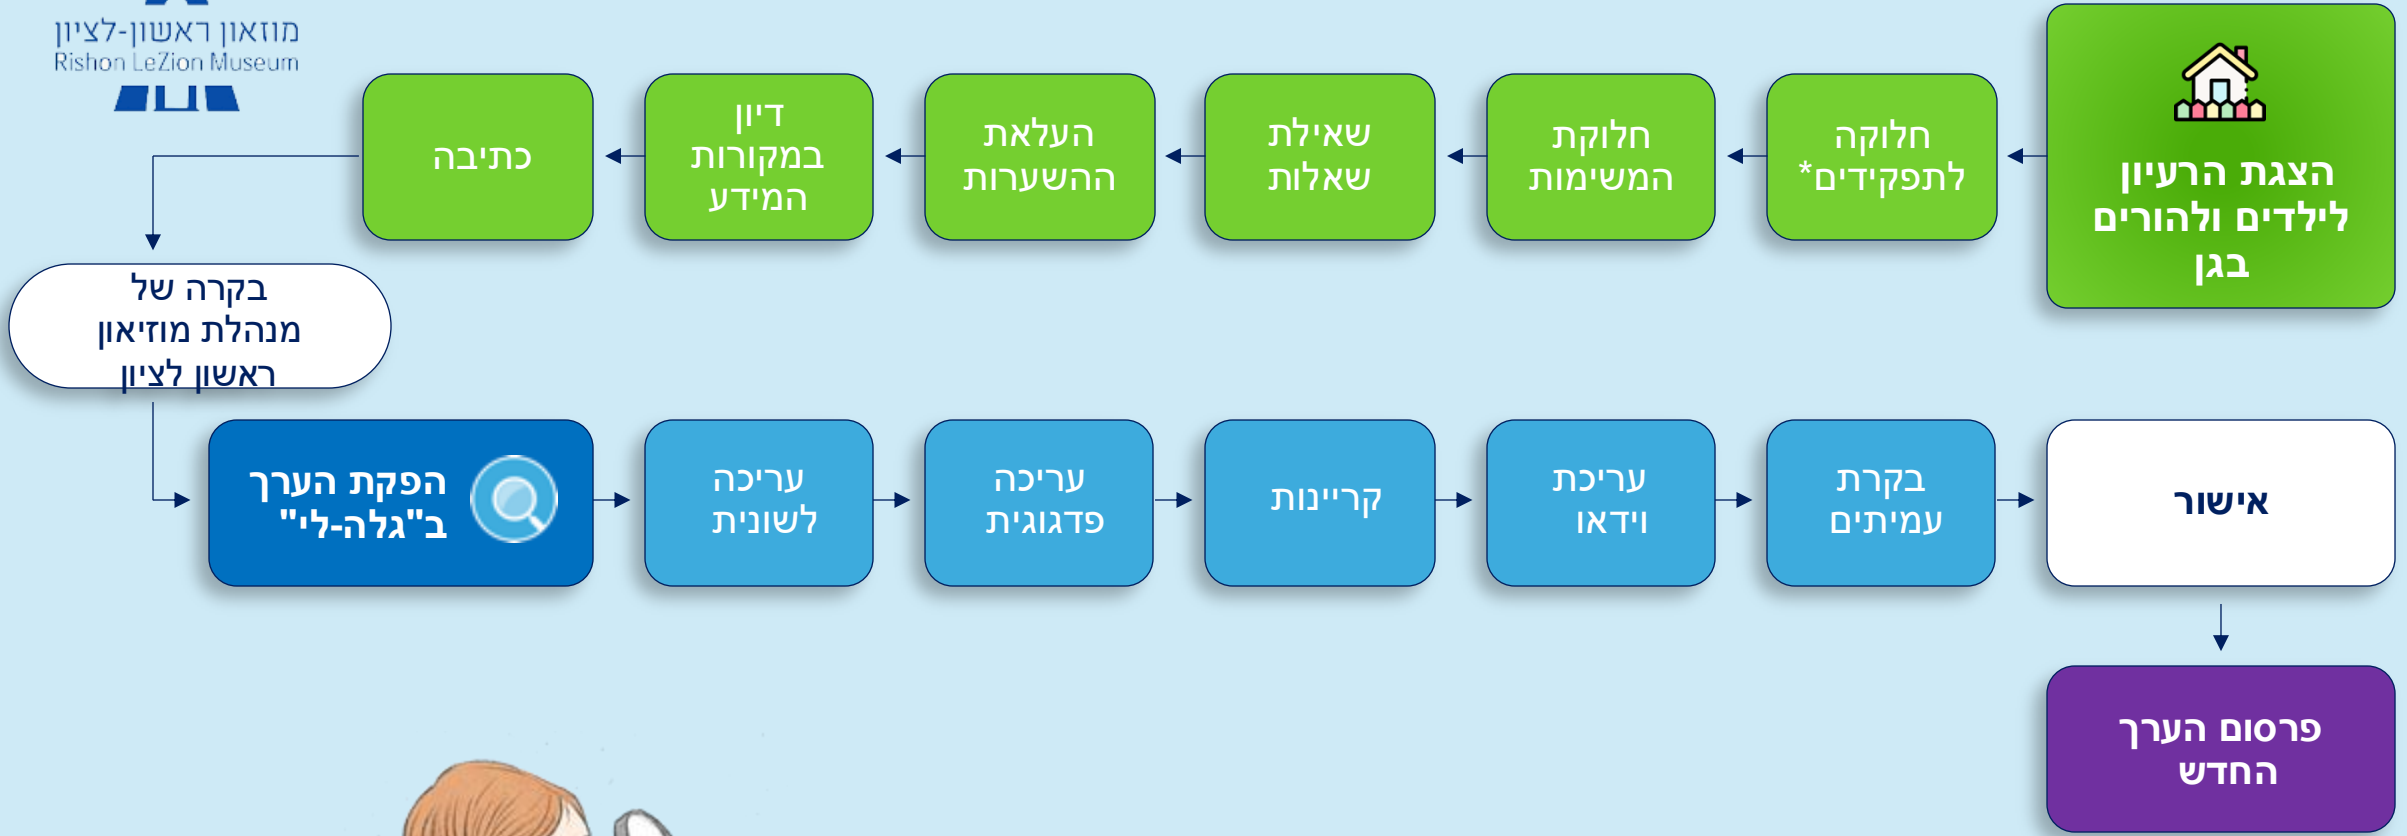 מוזאון ראשון-לציון
Rishon LeZion Museum
הצגת הרעיון
לילדים ולהורים
בגן
חלוקה
לתפקידים*
חלוקת
המשימות
שאילת
שאלות
העלאת
ההשערות
דיון
במקורות
המידע
כתיבה
בקרה של
מנהלת מוזיאון
ראשון לציון
הפקת הערך
ב"גלה-לי"
עריכה
לשונית
עריכה
פדגוגית
קריינות
עריכת
וידאו
בקרת
עמיתים
אישור
פרסום הערך
החדש